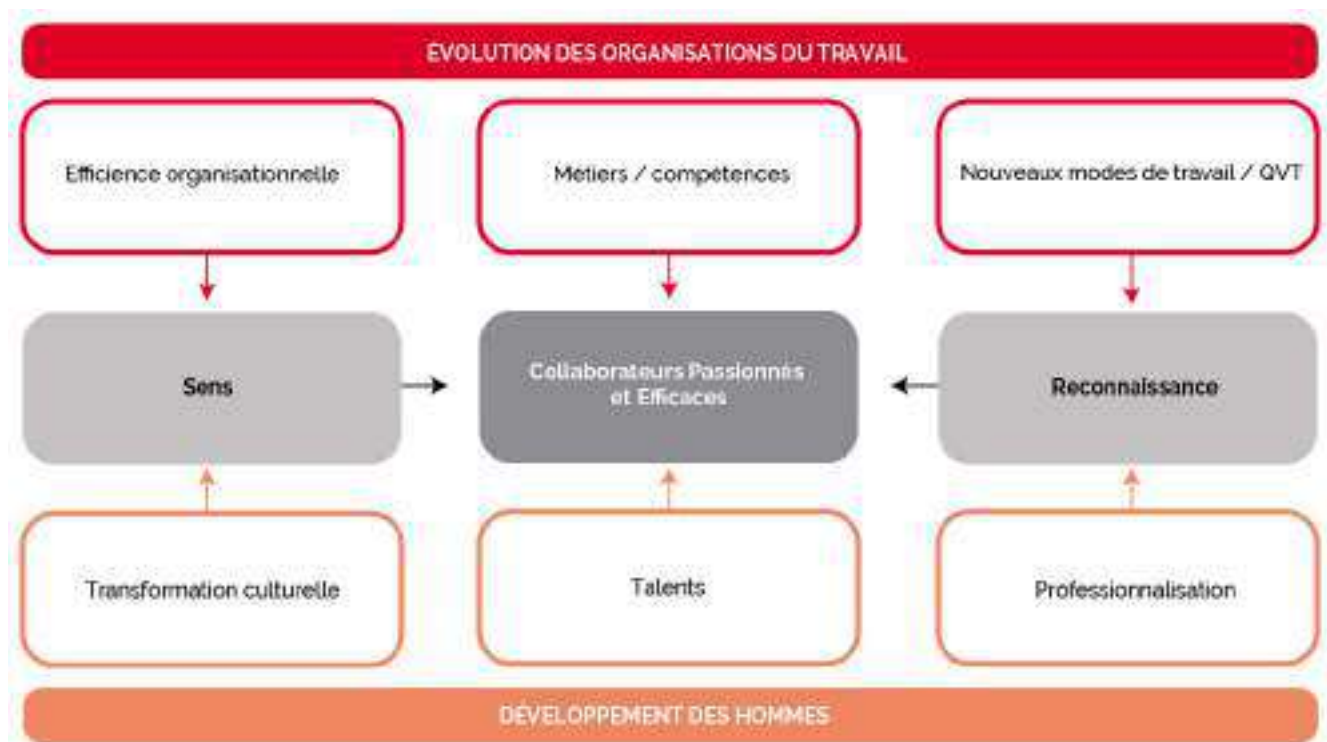 ÉVOLUTION DES ORGANISATIONS DU TRAVAIL
Efficience organisationnelle
Métiers / compétences
Nouveaux modes de travail / QVT
Sens
Collaborateurs Passionnés
et Efficaces
Reconnaissance
Transformation culturelle
Talents
Professionnalisation
DÉVELOPPEMENT DES HOMMES